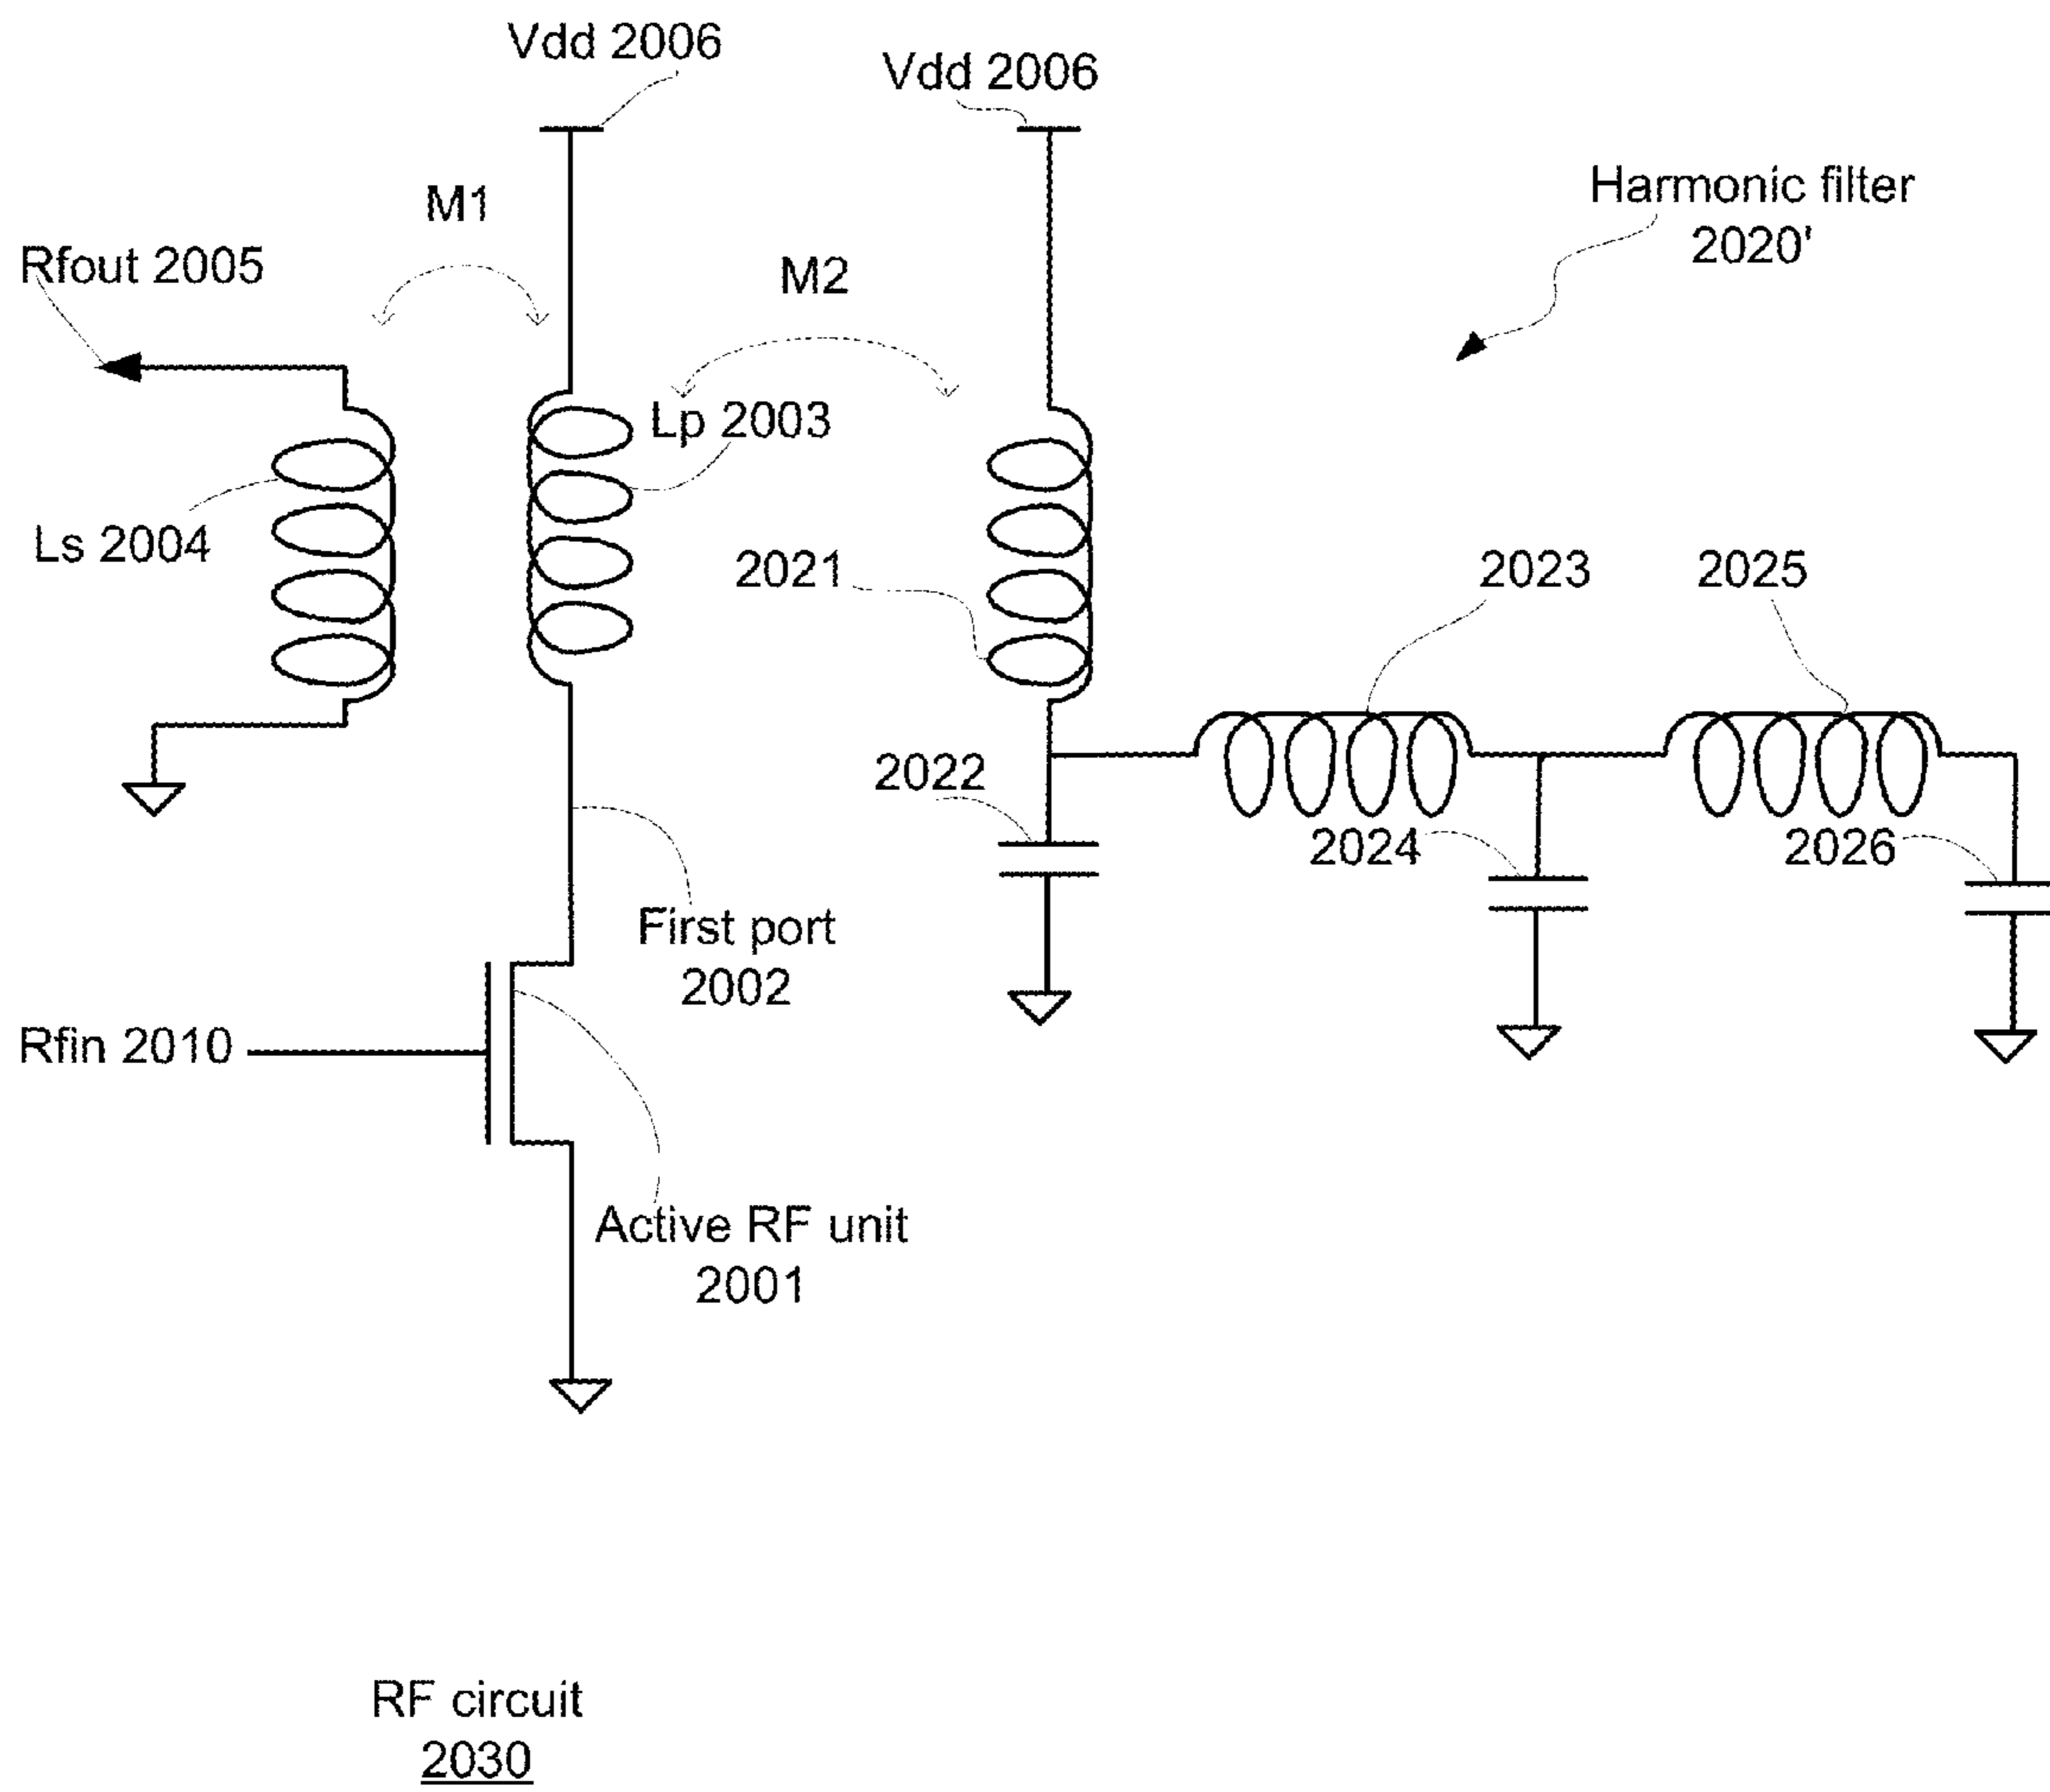 Vdd 2006
Vdd 2006
Harmonic filter
2020'
M1
Rfout 2005
M2
Lp 2003
Ls 2004
2021
2023
2025
2022
2024
2026
First port
2002
Rfin 2010
Active RF unit
2001
RF circuit
2030